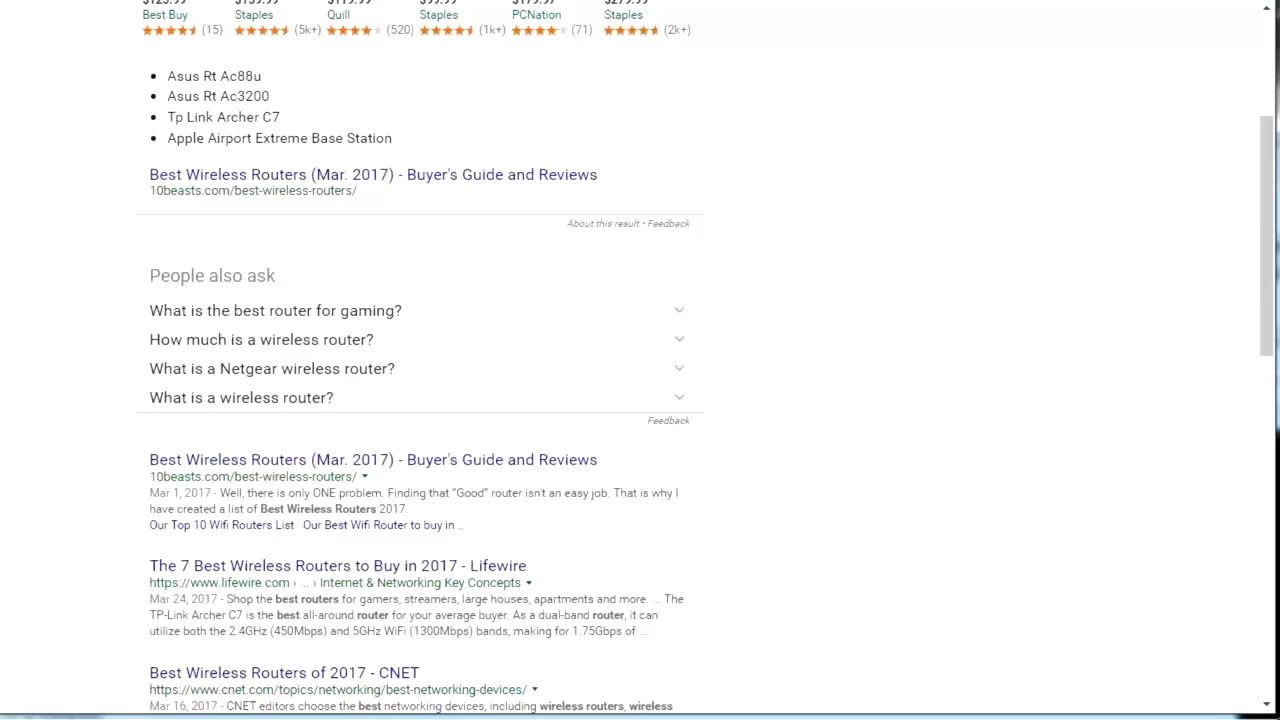 Best Buy Staples Quill Staples PCNation Staples
(15) (5k+) (520) (1k+) (71) (2k+)
• Asus Rt Ac88u
• Asus Rt Ac3200
• Tp Link Archer C7
• Apple Airport Extreme Base Station
Best Wireless Routers (Mar. 2017) - Buyer's Guide and Reviews
10beasts.com/best-wireless-routers/
About this result • Feedback
People also ask
What is the best router for gaming?
How much is a wireless router?
What is a Netgear wireless router?
What is a wireless router?
Feedback
Best Wireless Routers (Mar. 2017) - Buyer's Guide and Reviews
10beasts.com/best-wireless-routers/
Mar 1, 2017 - Well, there is only ONE problem. Finding that “Good” router isn't an easy job. That is why I
have created a list of Best Wireless Routers 2017.
Our Top 10 Wifi Routers List · Our Best Wifi Router to buy in ...
The 7 Best Wireless Routers to Buy in 2017 - Lifewire
https://www.lifewire.com › ... › Internet & Networking Key Concepts
Mar 24, 2017 - Shop the best routers for gamers, streamers, large houses, apartments and more. ... The
TP-Link Archer C7 is the best all-around router for your average buyer. As a dual-band router, it can
utilize both the 2.4GHz (450Mbps) and 5GHz WiFi (1300Mbps) bands, making for 1.75Gbps of ...
Best Wireless Routers of 2017 - CNET
https://www.cnet.com/topics/networking/best-networking-devices/
Mar 16, 2017 - CNET editors choose the best networking devices, including wireless routers, wireless